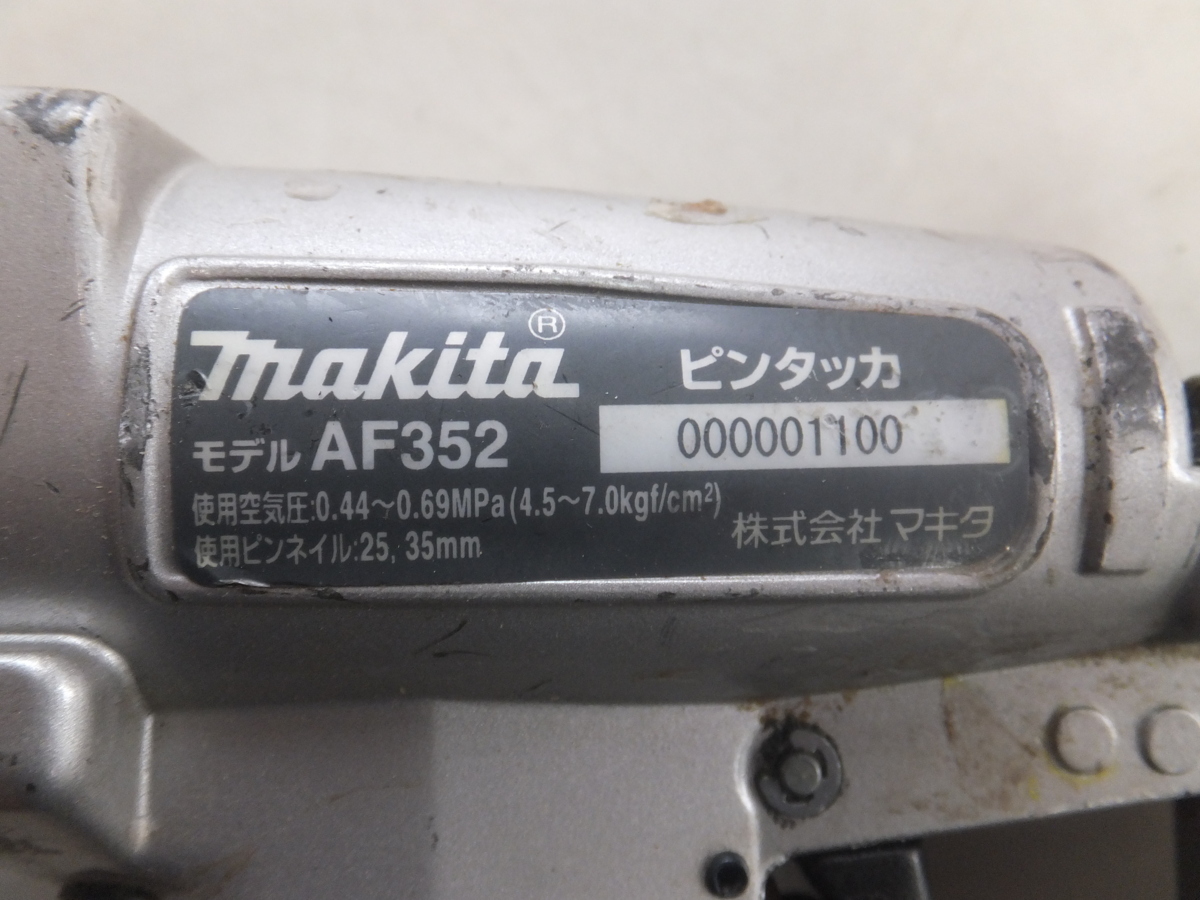 makita®
ピンタッカ
モデル AF352
000001100
使用空気圧:0.44～0.69MPa(4.5～7.0kgf/cm²)
使用ピンネイル:25, 35mm
株式会社 マキタ